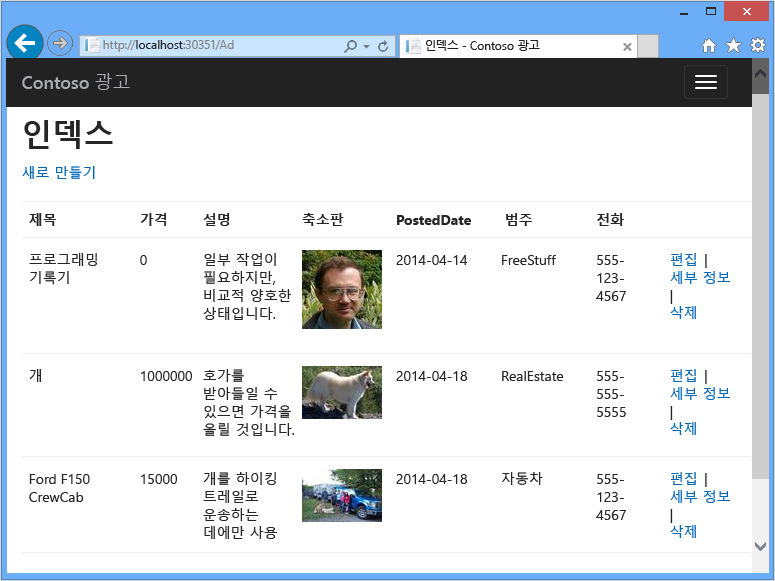 http://localhost:30351/Ad
인덱스 - Contoso 광고
Contoso 광고
인덱스
새로 만들기
제목 가격 설명 축소판 PostedDate 범주 전화
프로그래밍
기록기
0
일부 작업이
필요하지만,
비교적 양호한
상태입니다.
2014-04-14
FreeStuff
555-
123-
4567
편집 |
세부 정보
|
삭제
개
1000000
호가를
받아들일 수
있으면 가격을
올릴 것입니다.
2014-04-18
RealEstate
555-
555-
5555
편집 |
세부 정보
|
삭제
Ford F150
CrewCab
15000
개를 하이킹
트레일로
운송하는
데에만 사용
2014-04-18
자동차
555-
123-
4567
편집 |
세부 정보
|
삭제